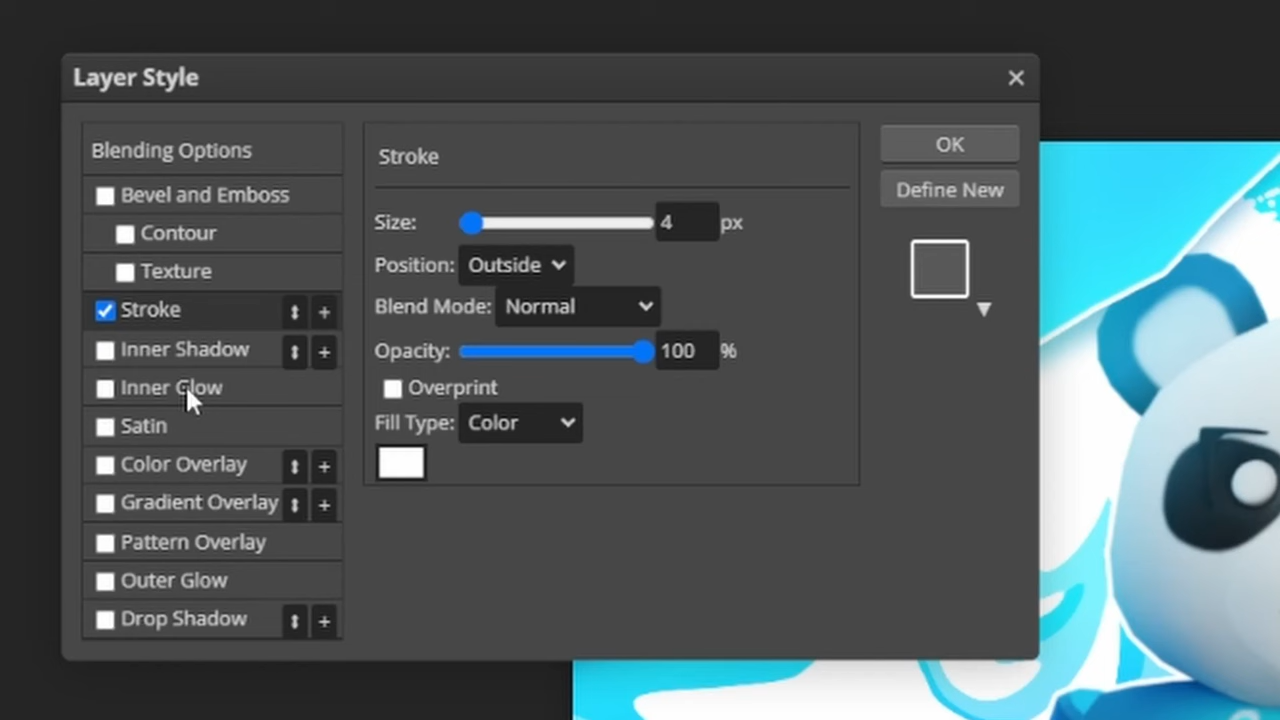 Layer Style
Blending Options
Bevel and Emboss
Contour
Texture
Stroke
Inner Shadow
Inner Glow
Satin
Color Overlay
Gradient Overlay
Pattern Overlay
Outer Glow
Drop Shadow
Stroke
Size: 4 px
Position: Outside
Blend Mode: Normal
Opacity: 100 %
Overprint
Fill Type: Color
OK
Define New